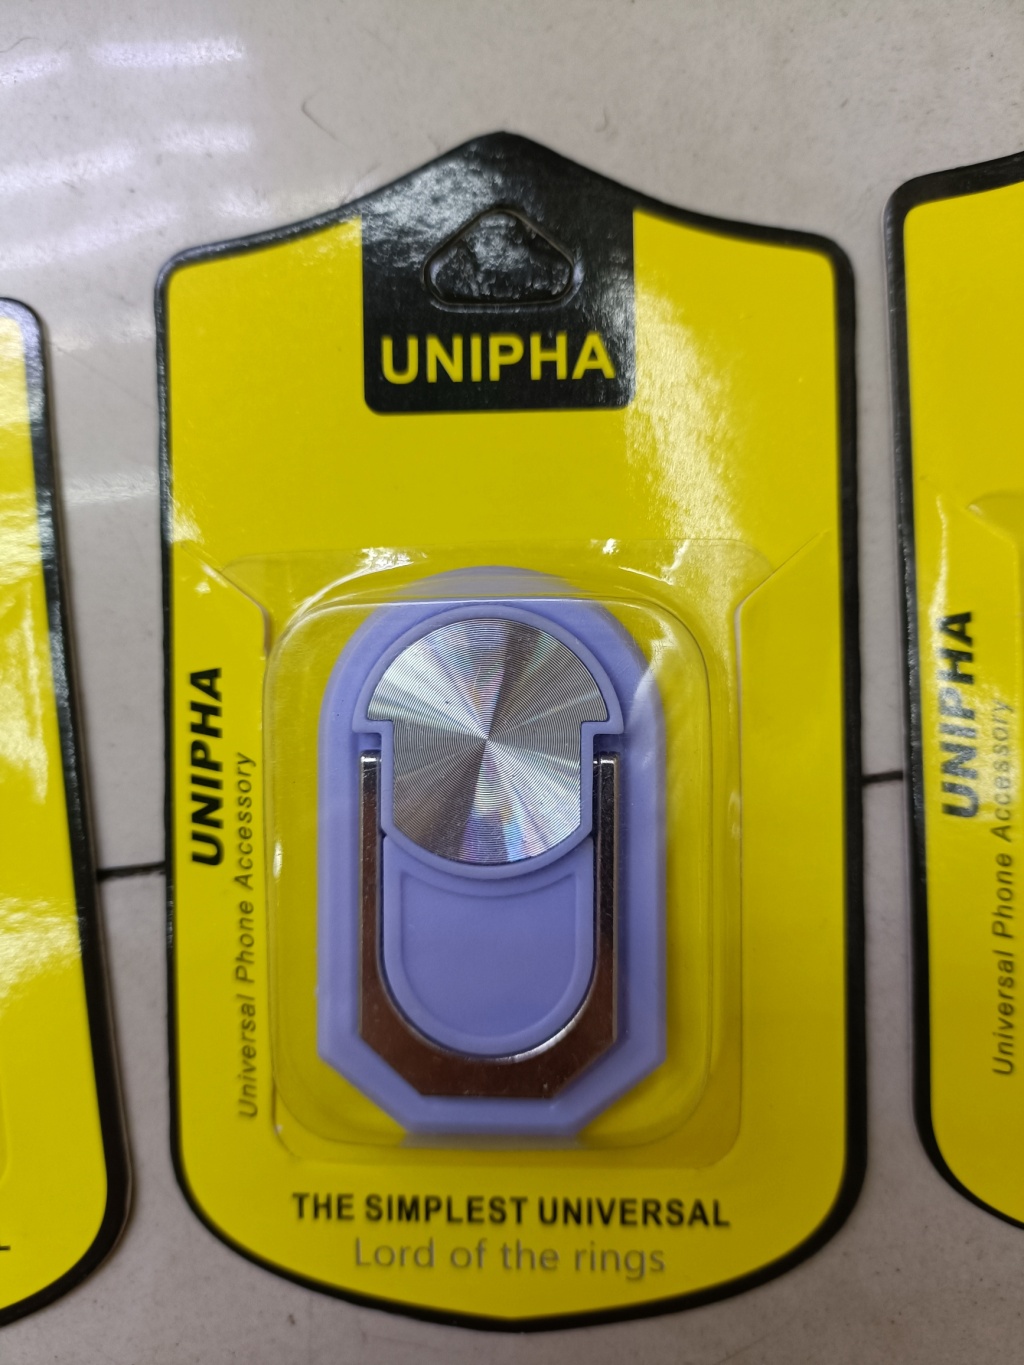 UNIPHA
UNIPHA
Universal Phone Accessory
THE SIMPLEST UNIVERSAL
Lord of the rings
UNIPHA
Universal Phone Accessory